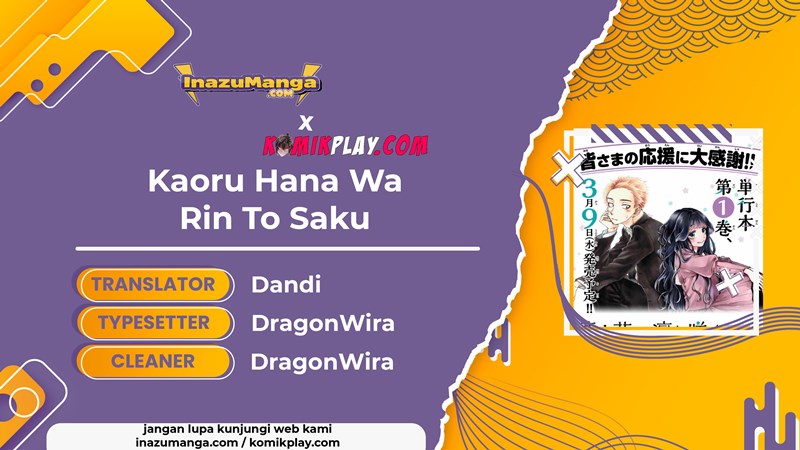 InazuManga
.COM
X
KOMIKPLAY.COM
Kaoru Hana Wa
Rin To Saku
TRANSLATOR Dandi
TYPESETTER DragonWira
CLEANER DragonWira
jangan lupa kunjungi web kami
inazumanga.com / komikplay.com
皆さまの応援に大感謝!!
単行本
第1巻、
3月9日(水)発売予定!!